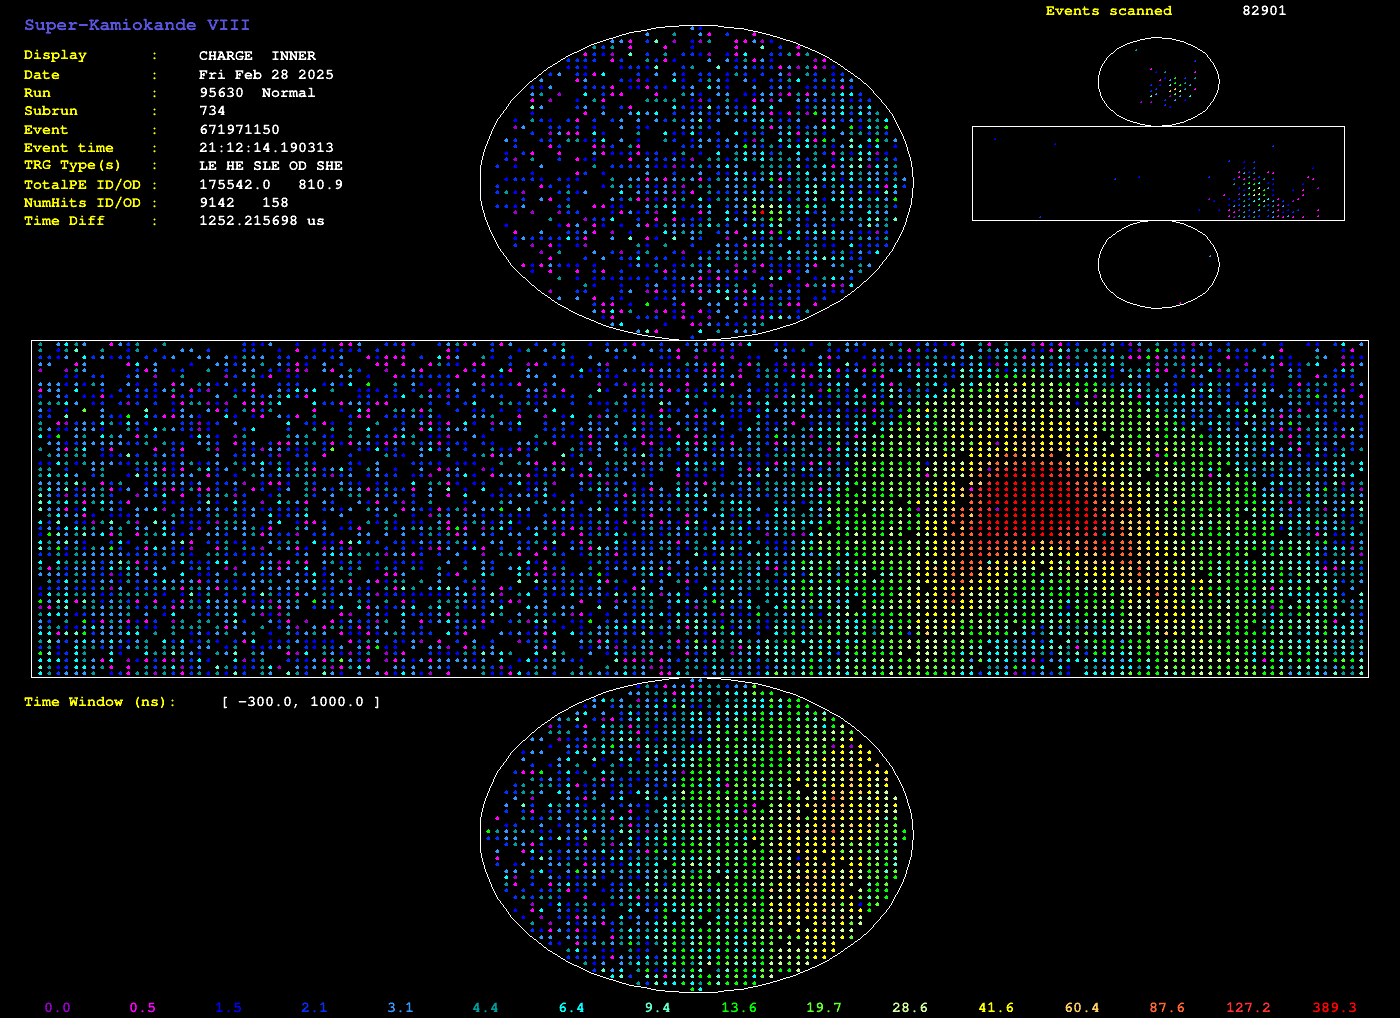 Super-Kamiokande VIII
Events scanned 82901
Display : CHARGE INNER
Date : Fri Feb 28 2025
Run : 95630 Normal
Subrun : 734
Event : 671971150
Event time : 21:12:14.190313
TRG Type(s) : LE HE SLE OD SHE
TotalPE ID/OD : 175542.0 810.9
NumHits ID/OD : 9142 158
Time Diff : 1252.215698 us
Time Window (ns): [ -300.0, 1000.0 ]
0.0 0.5 1.5 2.1 3.1 4.4 6.4 9.4 13.6 19.7 28.6 41.6 60.4 87.6 127.2 389.3